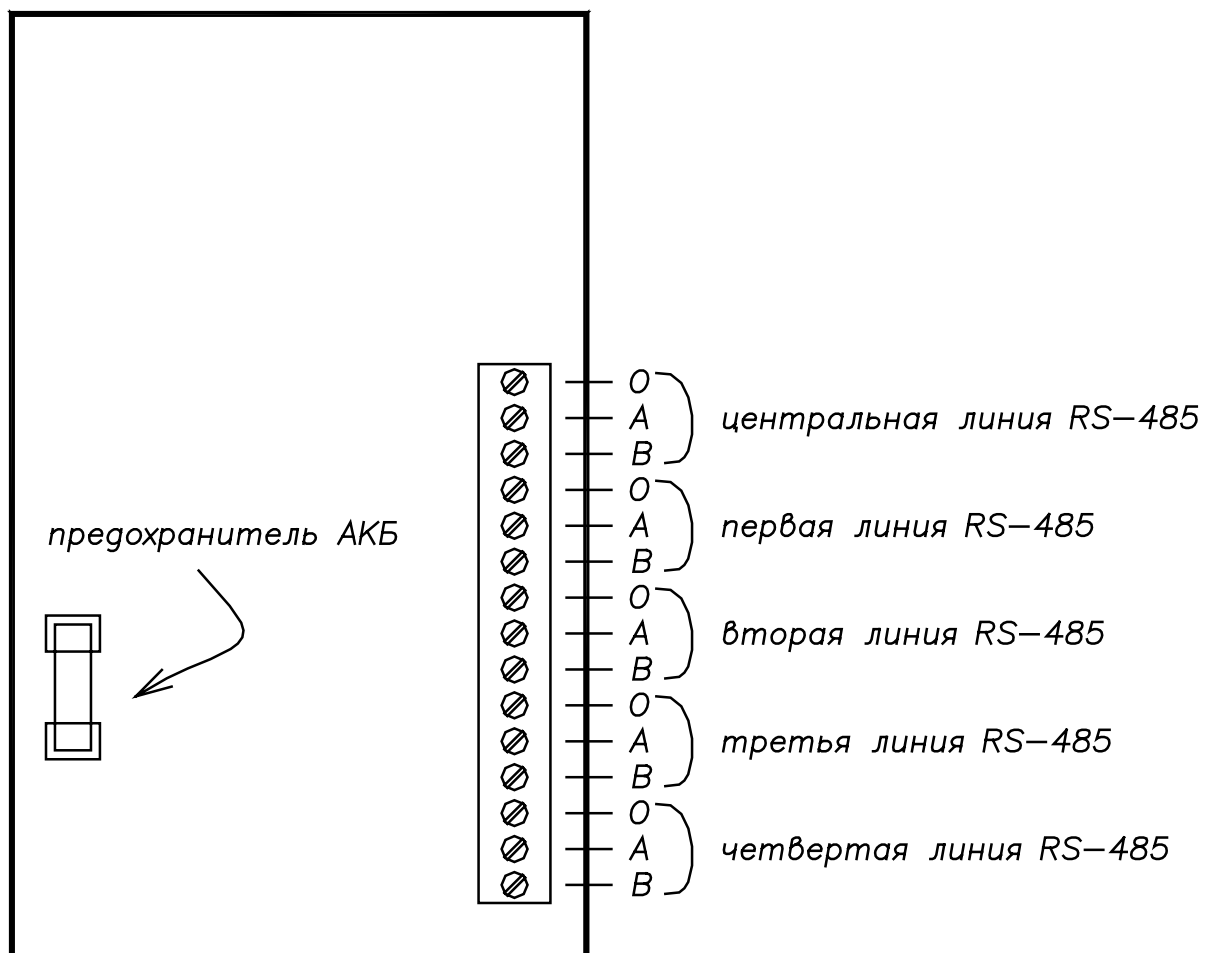 О
А
центральная линия RS-485
В
О
предохранитель АКБ
А
первая линия RS-485
В
О
А
вторая линия RS-485
В
О
А
третья линия RS-485
В
О
А
четвертая линия RS-485
В